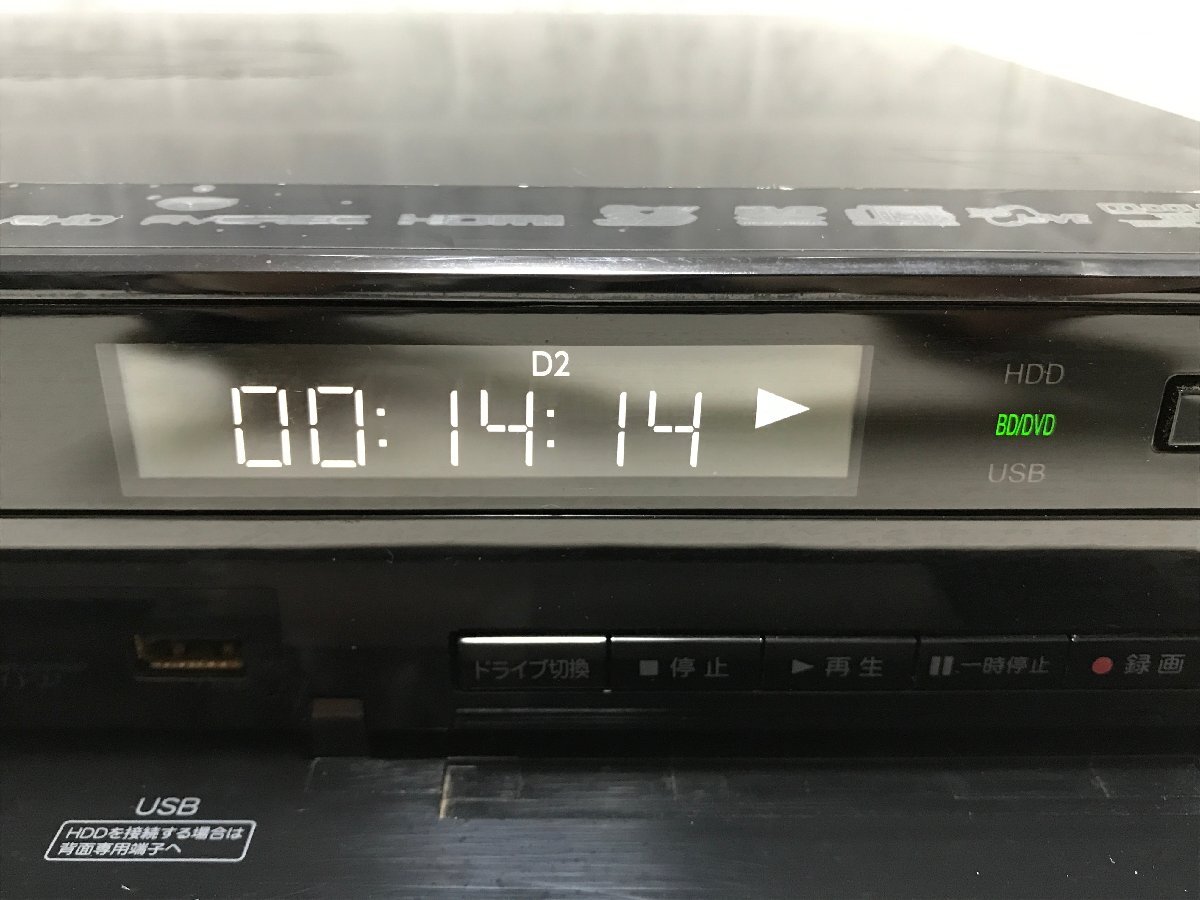 AVCREC HDMI
D2
00:14:14
HDD
BD/DVD
USB
ドライブ切換 ■停止 ▶再生 一時停止 ●録画
USB
HDDを接続する場合は
背面専用端子へ